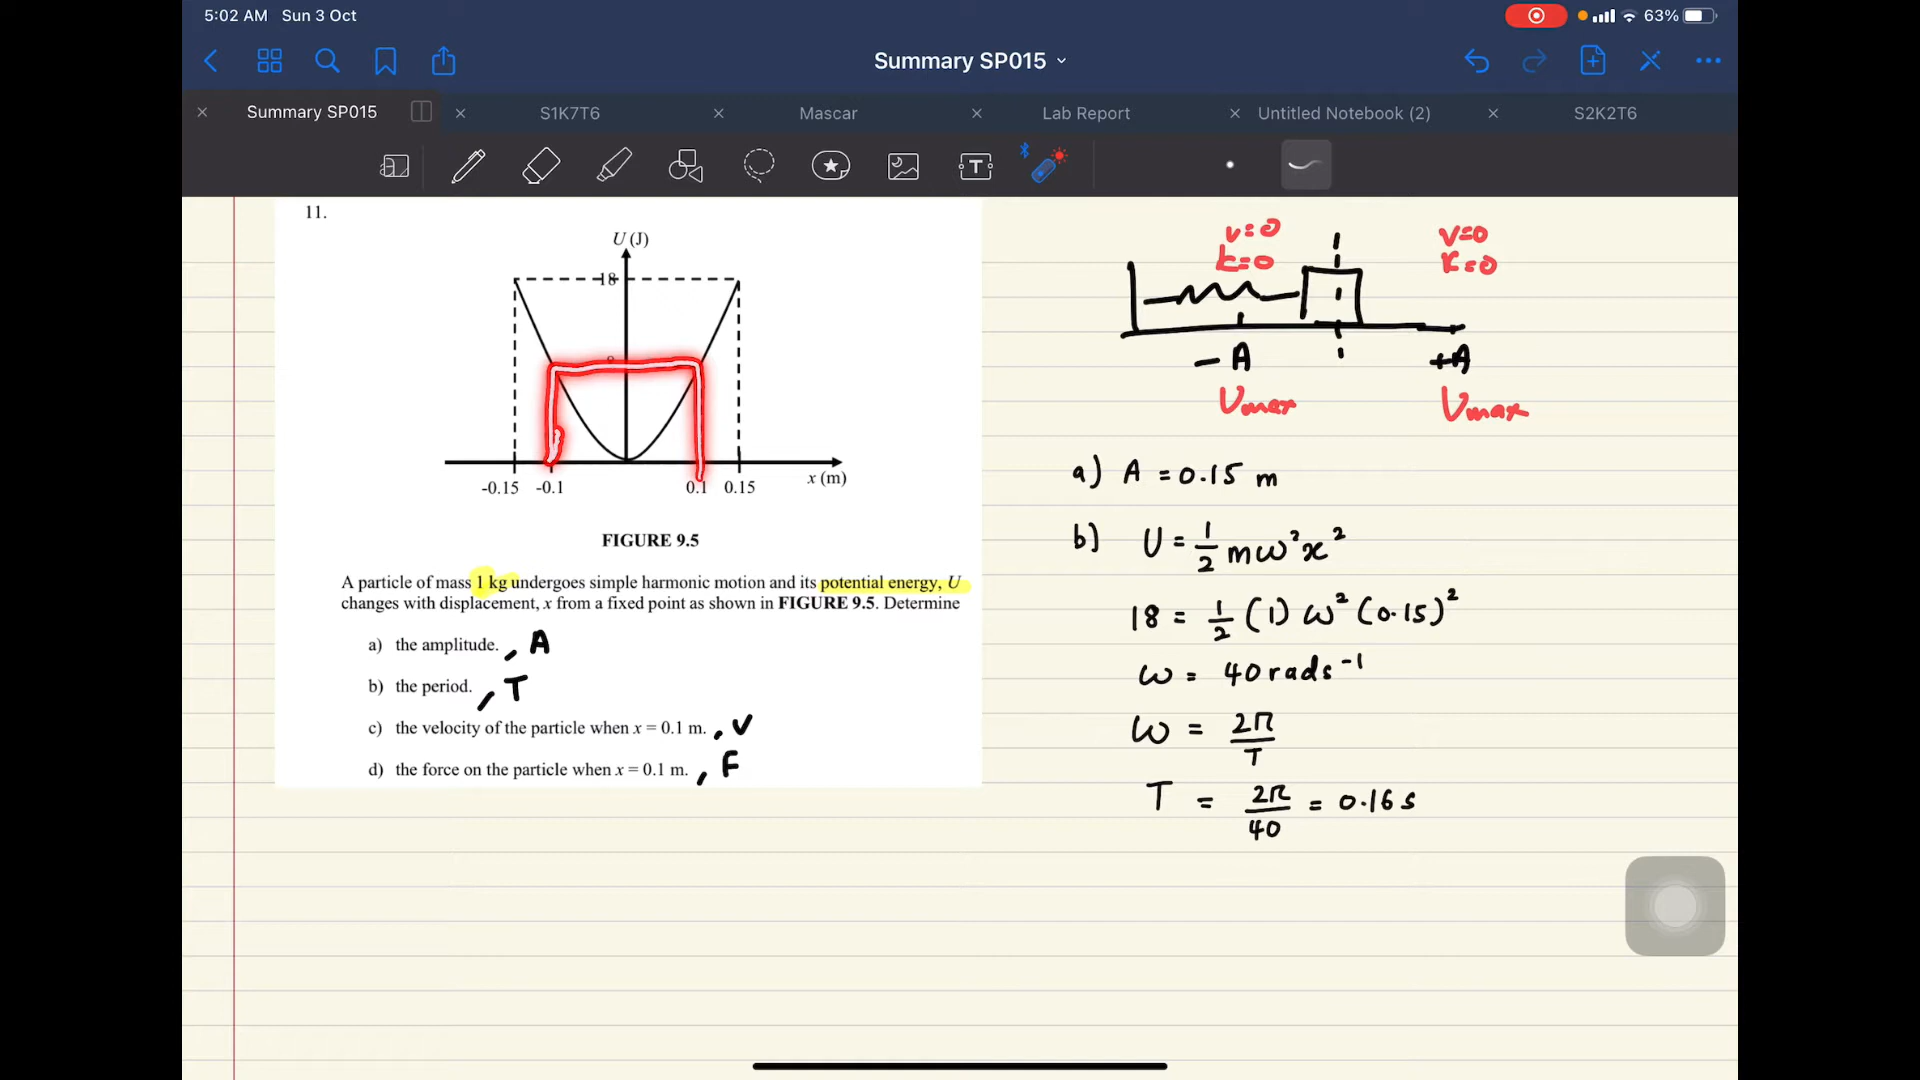 5:02 AM Sun 3 Oct
63%
Summary SP015
Summary SP015
S1K7T6
Mascar
Lab Report
Untitled Notebook (2)
S2K2T6
11.
U (J)
18
-0.15 -0.1 0.1 0.15 x (m)
FIGURE 9.5
A particle of mass 1 kg undergoes simple harmonic motion and its potential energy, U
changes with displacement, x from a fixed point as shown in FIGURE 9.5. Determine
a) the amplitude. , A
b) the period. , T
c) the velocity of the particle when x = 0.1 m. , V
d) the force on the particle when x = 0.1 m. , F
V=0 V=0
K=0 K=0
-A +A
Umax Umax
a) A = 0.15 m
b) U = 1/2 mω²x²
18 = 1/2 (1) ω² (0.15)²
ω = 40 rads⁻¹
ω = 2π/T
T = 2π/40 = 0.16 s